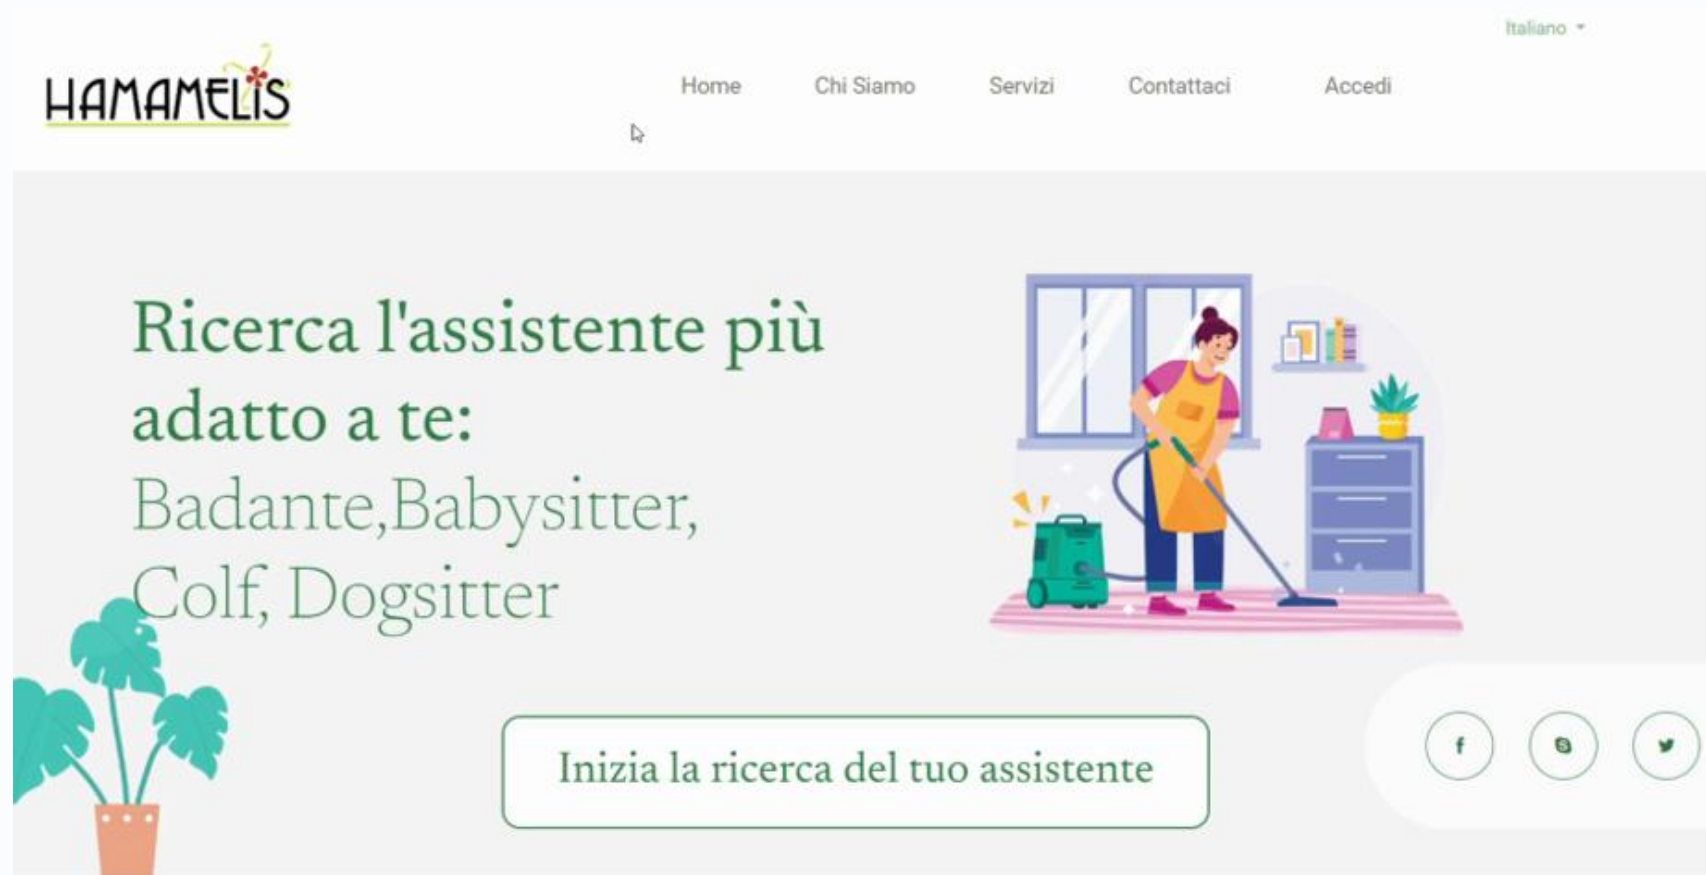 Italiano
HAMAMELIS
Home Chi Siamo Servizi Contattaci Accedi
Ricerca l'assistente più
adatto a te:
Badante,Babysitter,
Colf, Dogsitter
Inizia la ricerca del tuo assistente